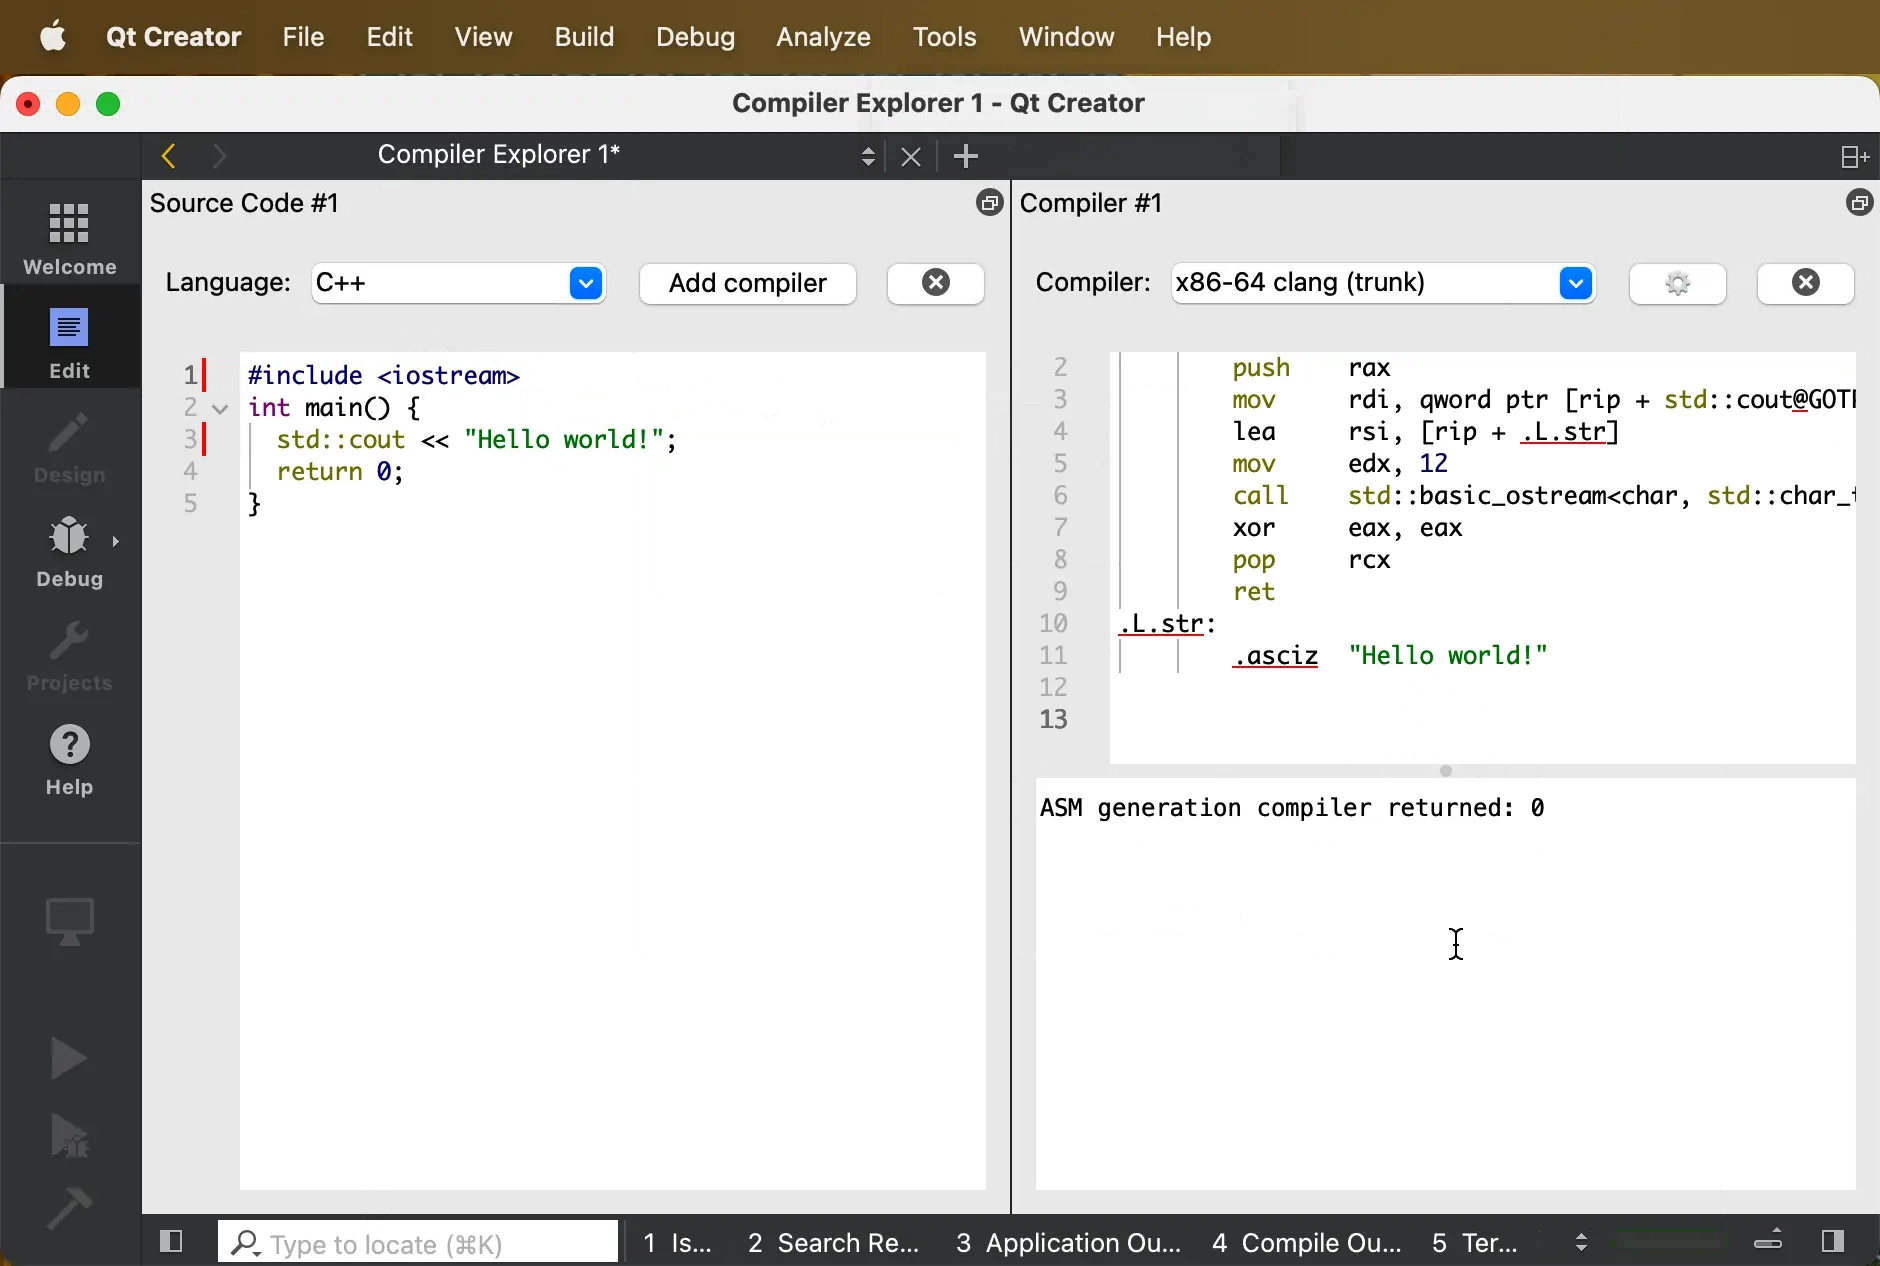 Qt Creator File Edit View Build Debug Analyze Tools Window Help
Compiler Explorer 1 - Qt Creator
Compiler Explorer 1*
Welcome
Edit
Design
Debug
Projects
Help
Source Code #1
Language: C++ Add compiler
1 #include <iostream>
2 int main() {
3 std::cout << "Hello world!";
4 return 0;
5 }
Compiler #1
Compiler: x86-64 clang (trunk)
2 push rax
3 mov rdi, qword ptr [rip + std::cout@GOT
4 lea rsi, [rip + .L.str]
5 mov edx, 12
6 call std::basic_ostream<char, std::char_
7 xor eax, eax
8 pop rcx
9 ret
10 .L.str:
11 .asciz "Hello world!"
12
13
ASM generation compiler returned: 0
Type to locate (⌘K) 1 Is... 2 Search Re... 3 Application Ou... 4 Compile Ou... 5 Ter...